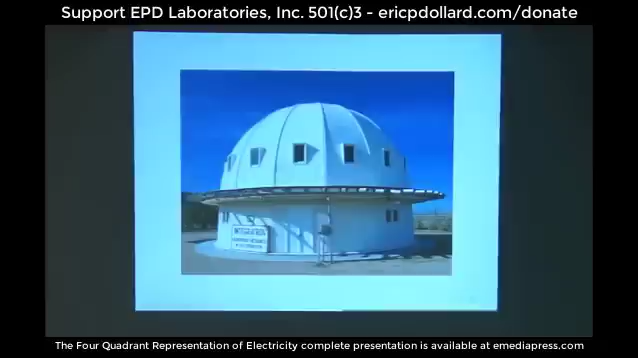 Support EPD Laboratories, Inc. 501(c)3 - ericpdollard.com/donate
INTEGRATRON
The Four Quadrant Representation of Electricity complete presentation is available at emediapress.com